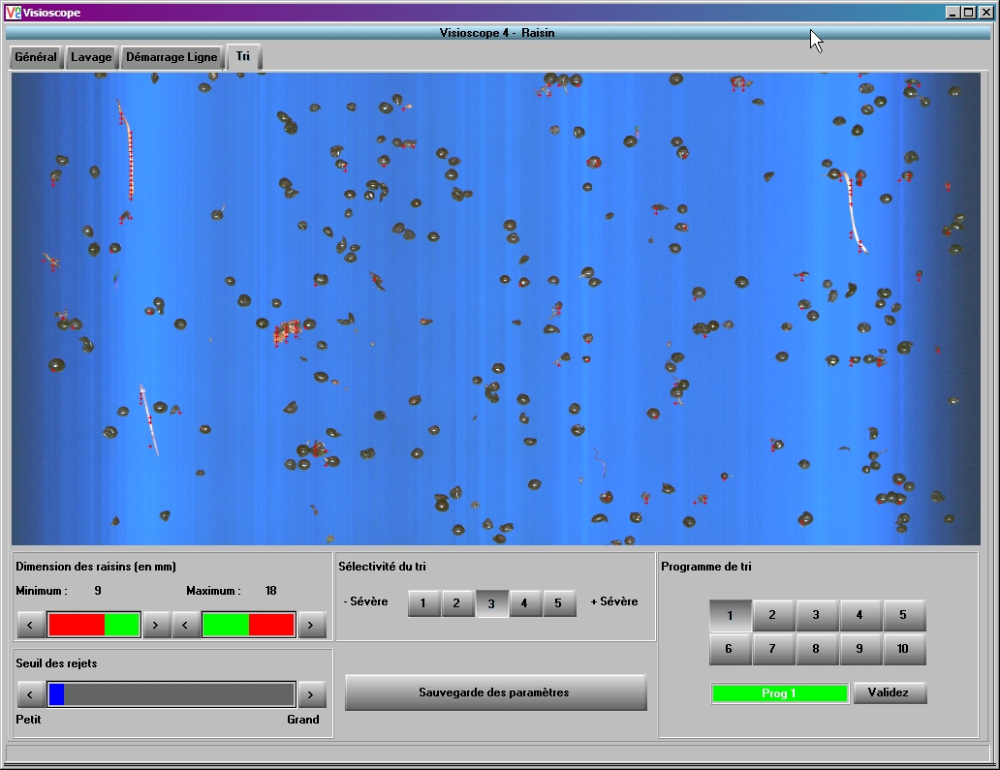 Visioscope
Visioscope 4 - Raisin
Général Lavage Démarrage Ligne Tri
Dimension des raisins (en mm)
Minimum : 9 Maximum : 18
< > < >
Seuil des rejets
< >
Petit Grand
Sélectivité du tri
- Sévère 1 2 3 4 5 + Sévère
Sauvegarde des paramètres
Programme de tri
1 2 3 4 5
6 7 8 9 10
Prog 1 Validez